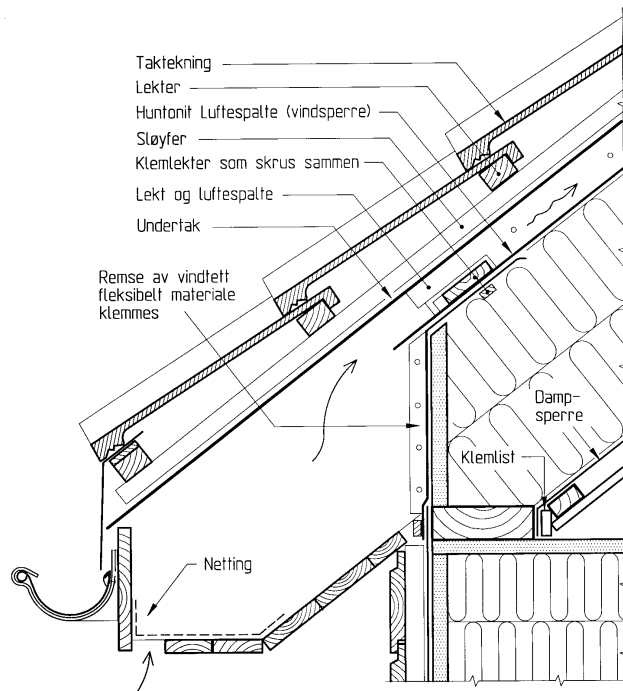 Taktekning
Lekter
Huntonit Luftespalte (vindsperre)
Sløyfer
Klemlekter som skrus sammen
Lekt og luftespalte
Undertak
Remse av vindtett
fleksibelt materiale
klemmes
Damp-
sperre
Klemlist
Netting